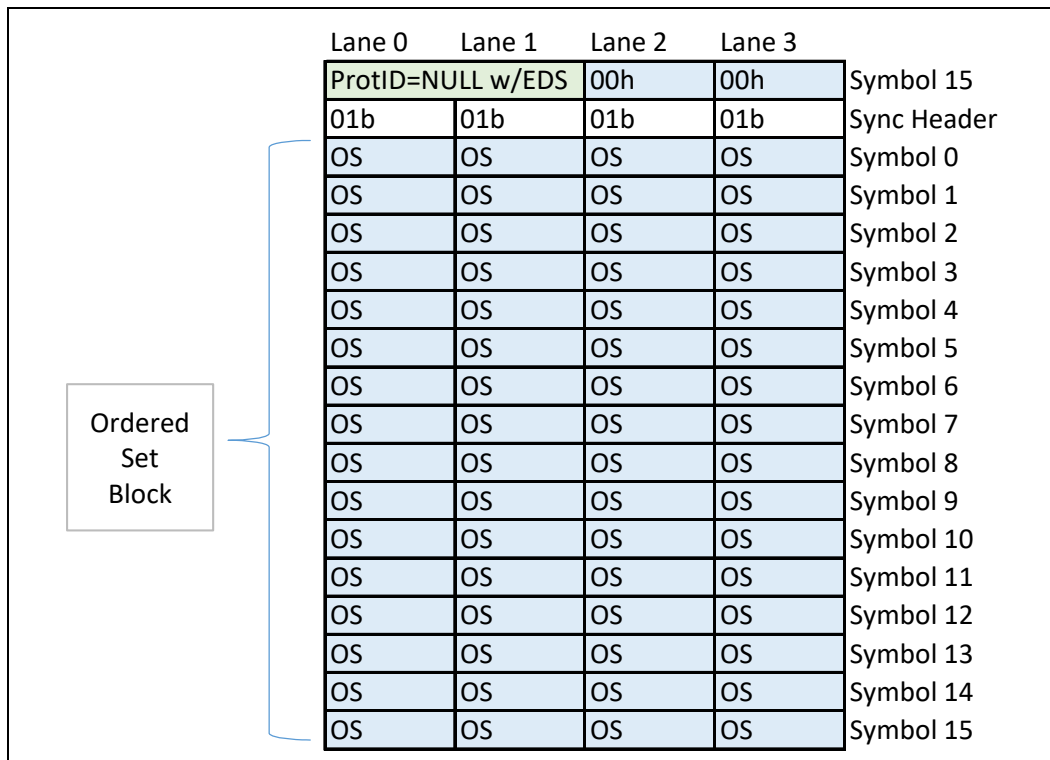 Lane 0 Lane 1 Lane 2 Lane 3
ProtID=NULL w/EDS 00h 00h Symbol 15
01b 01b 01b 01b Sync Header
OS OS OS OS Symbol 0
OS OS OS OS Symbol 1
OS OS OS OS Symbol 2
OS OS OS OS Symbol 3
OS OS OS OS Symbol 4
OS OS OS OS Symbol 5
OS OS OS OS Symbol 6
OS OS OS OS Symbol 7
OS OS OS OS Symbol 8
OS OS OS OS Symbol 9
OS OS OS OS Symbol 10
OS OS OS OS Symbol 11
OS OS OS OS Symbol 12
OS OS OS OS Symbol 13
OS OS OS OS Symbol 14
OS OS OS OS Symbol 15
Ordered
Set
Block